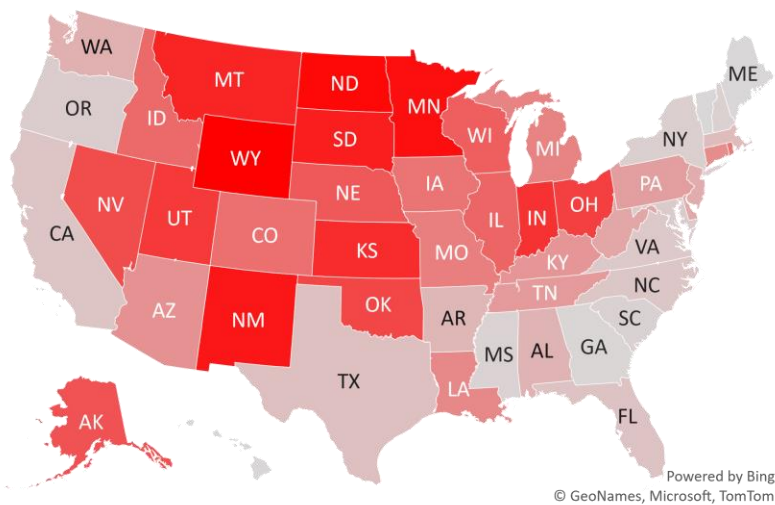 WA
ME
MT
ND
OR
MN
ID
NY
WI
SD
MI
WY
IA
PA
NE
NV
OH
IL
IN
UT
CO
CA
VA
KS
MO
KY
NC
TN
OK
AZ
NM
AR
SC
GA
MS
AL
TX
LA
FL
AK
Powered by Bing
© GeoNames, Microsoft, TomTom